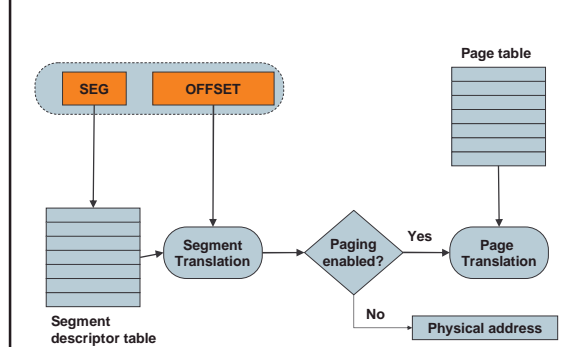 Page table
SEG
OFFSET
Segment
Translation
Paging
enabled?
Yes
Page
Translation
No
Physical address
Segment
descriptor table